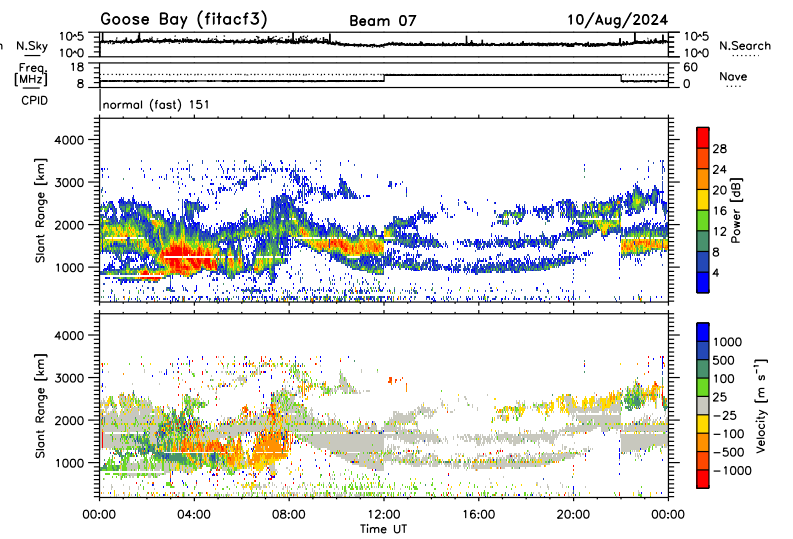 Goose Bay (fitacf3) Beam 07 10/Aug/2024
N.Sky 10^5 10^5 N.Search
10^0 10^0
Freq. 18 60 Nave
[MHz] 8 0
CPID normal (fast) 151
Slant Range [km]
4000
3000
2000
1000
28
24
20
16
12
8
4
Power [dB]
Slant Range [km]
4000
3000
2000
1000
1000
500
100
25
-25
-100
-500
-1000
Velocity [m s⁻¹]
00:00 04:00 08:00 12:00 16:00 20:00 00:00
Time UT